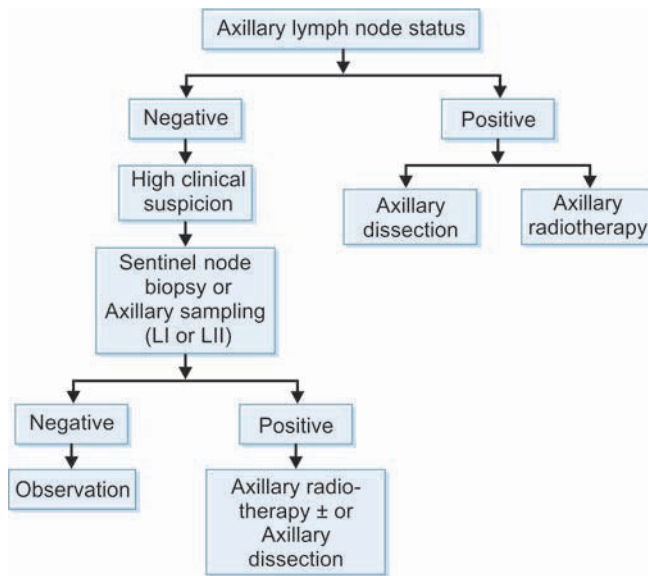 Axillary lymph node status
Negative
Positive
High clinical
suspicion
Axillary
dissection
Axillary
radiotherapy
Sentinel node
biopsy or
Axillary sampling
(LI or LII)
Negative
Positive
Observation
Axillary radio-
therapy ± or
Axillary
dissection